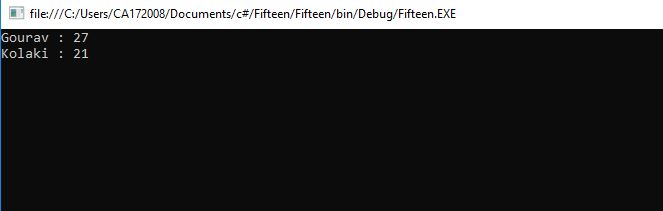 file:///C:/Users/CA172008/Documents/c#/Fifteen/Fifteen/bin/Debug/Fifteen.EXE
Gourav : 27
Kolaki : 21